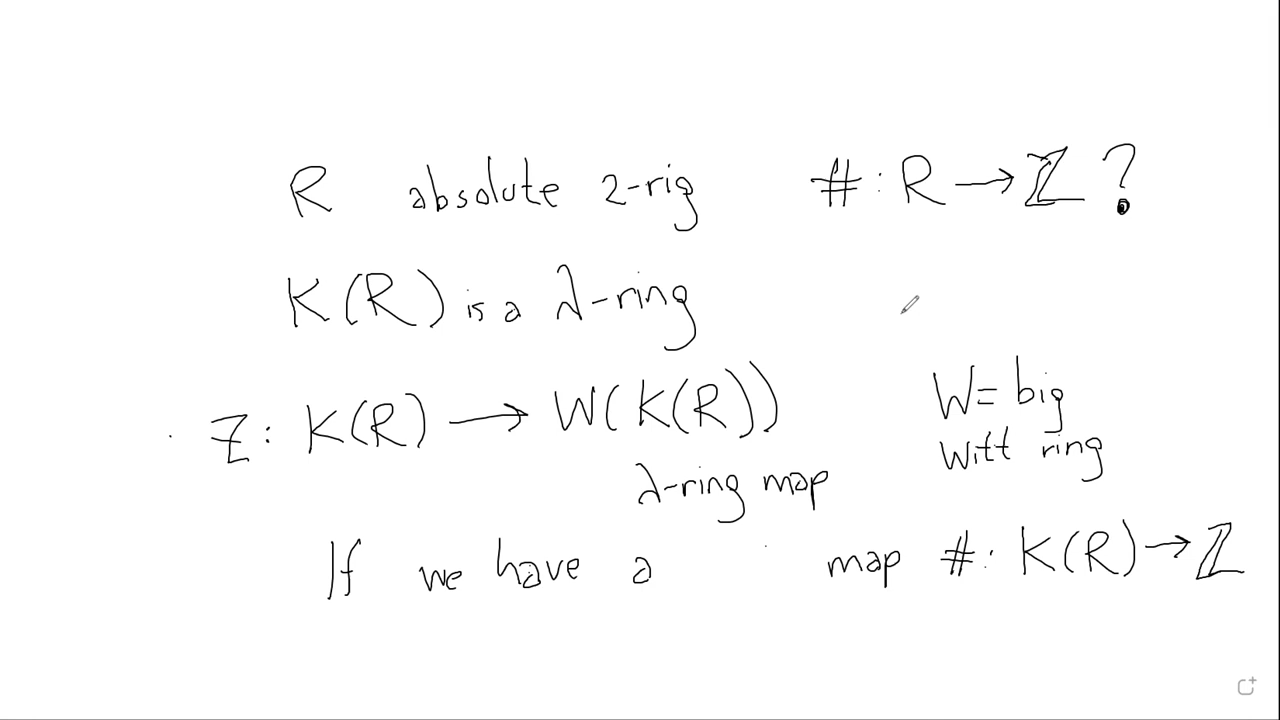 R absolute 2-rig #: R → ℤ ?
K(R) is a λ-ring
Z: K(R) → W(K(R)) W = big
λ-ring map Witt ring
If we have a map #: K(R) → ℤ